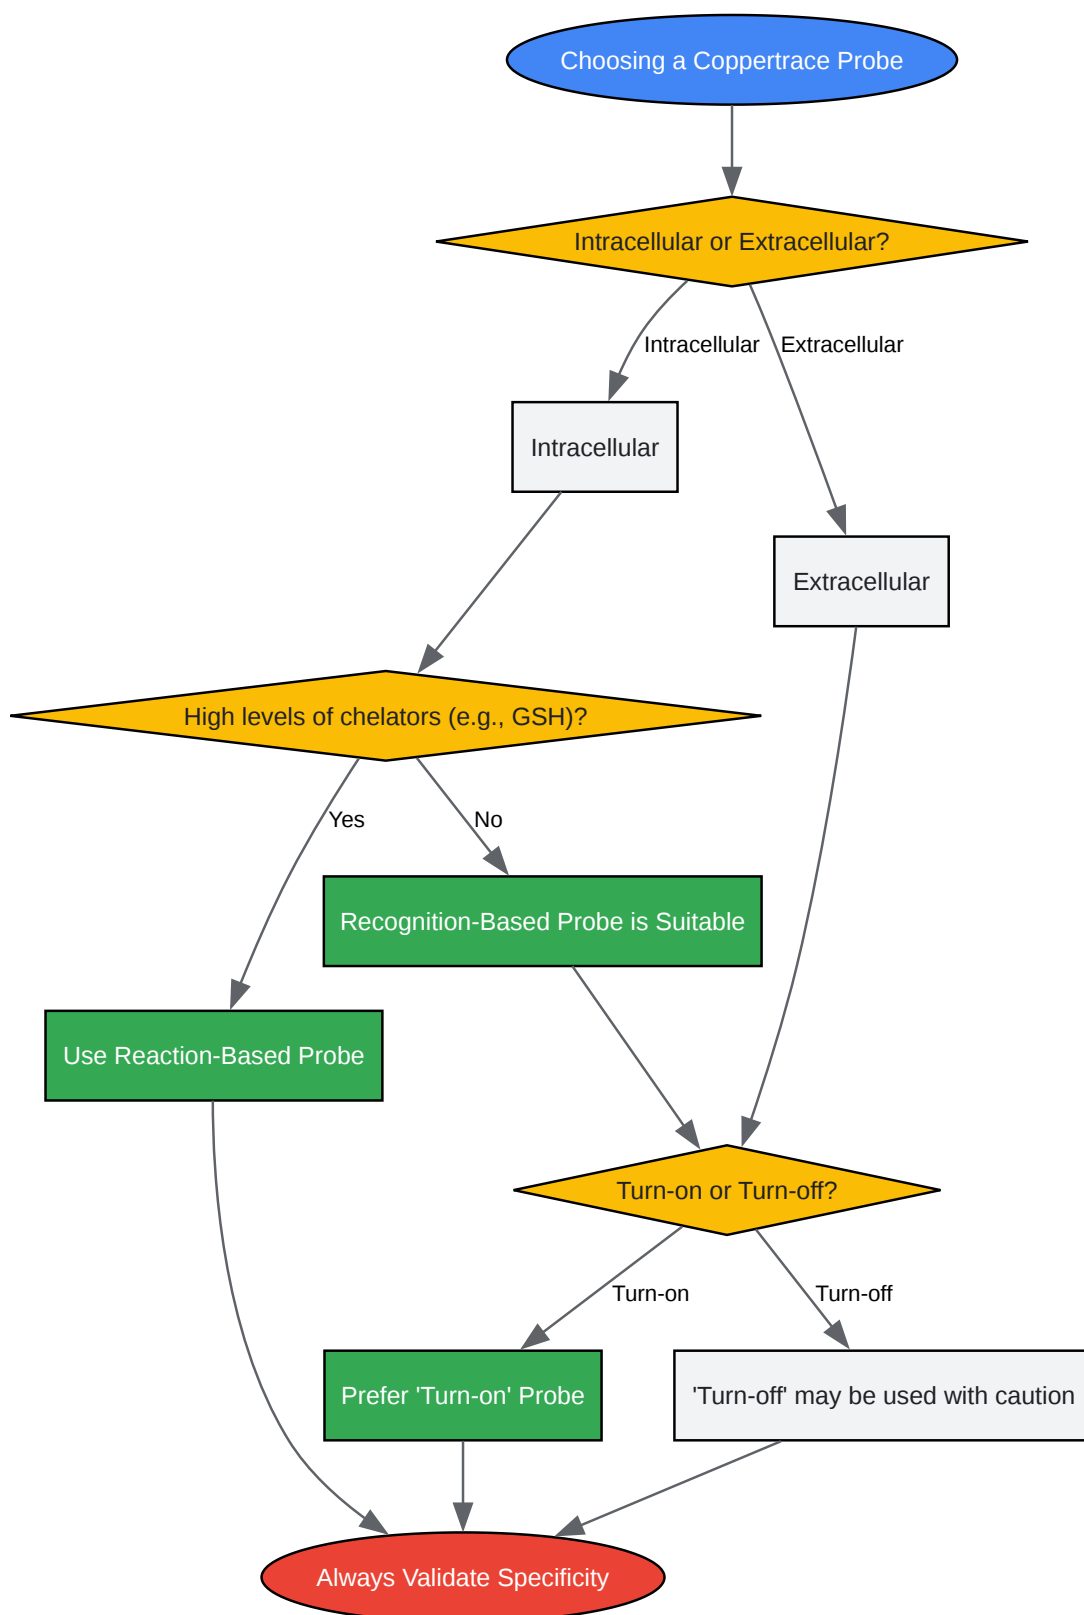 Choosing a Coppertrace Probe
Intracellular or Extracellular?
Intracellular
Extracellular
Intracellular
Extracellular
High levels of chelators (e.g., GSH)?
Yes
No
Recognition-Based Probe is Suitable
Use Reaction-Based Probe
Turn-on or Turn-off?
Turn-on
Turn-off
Prefer 'Turn-on' Probe
'Turn-off' may be used with caution
Always Validate Specificity